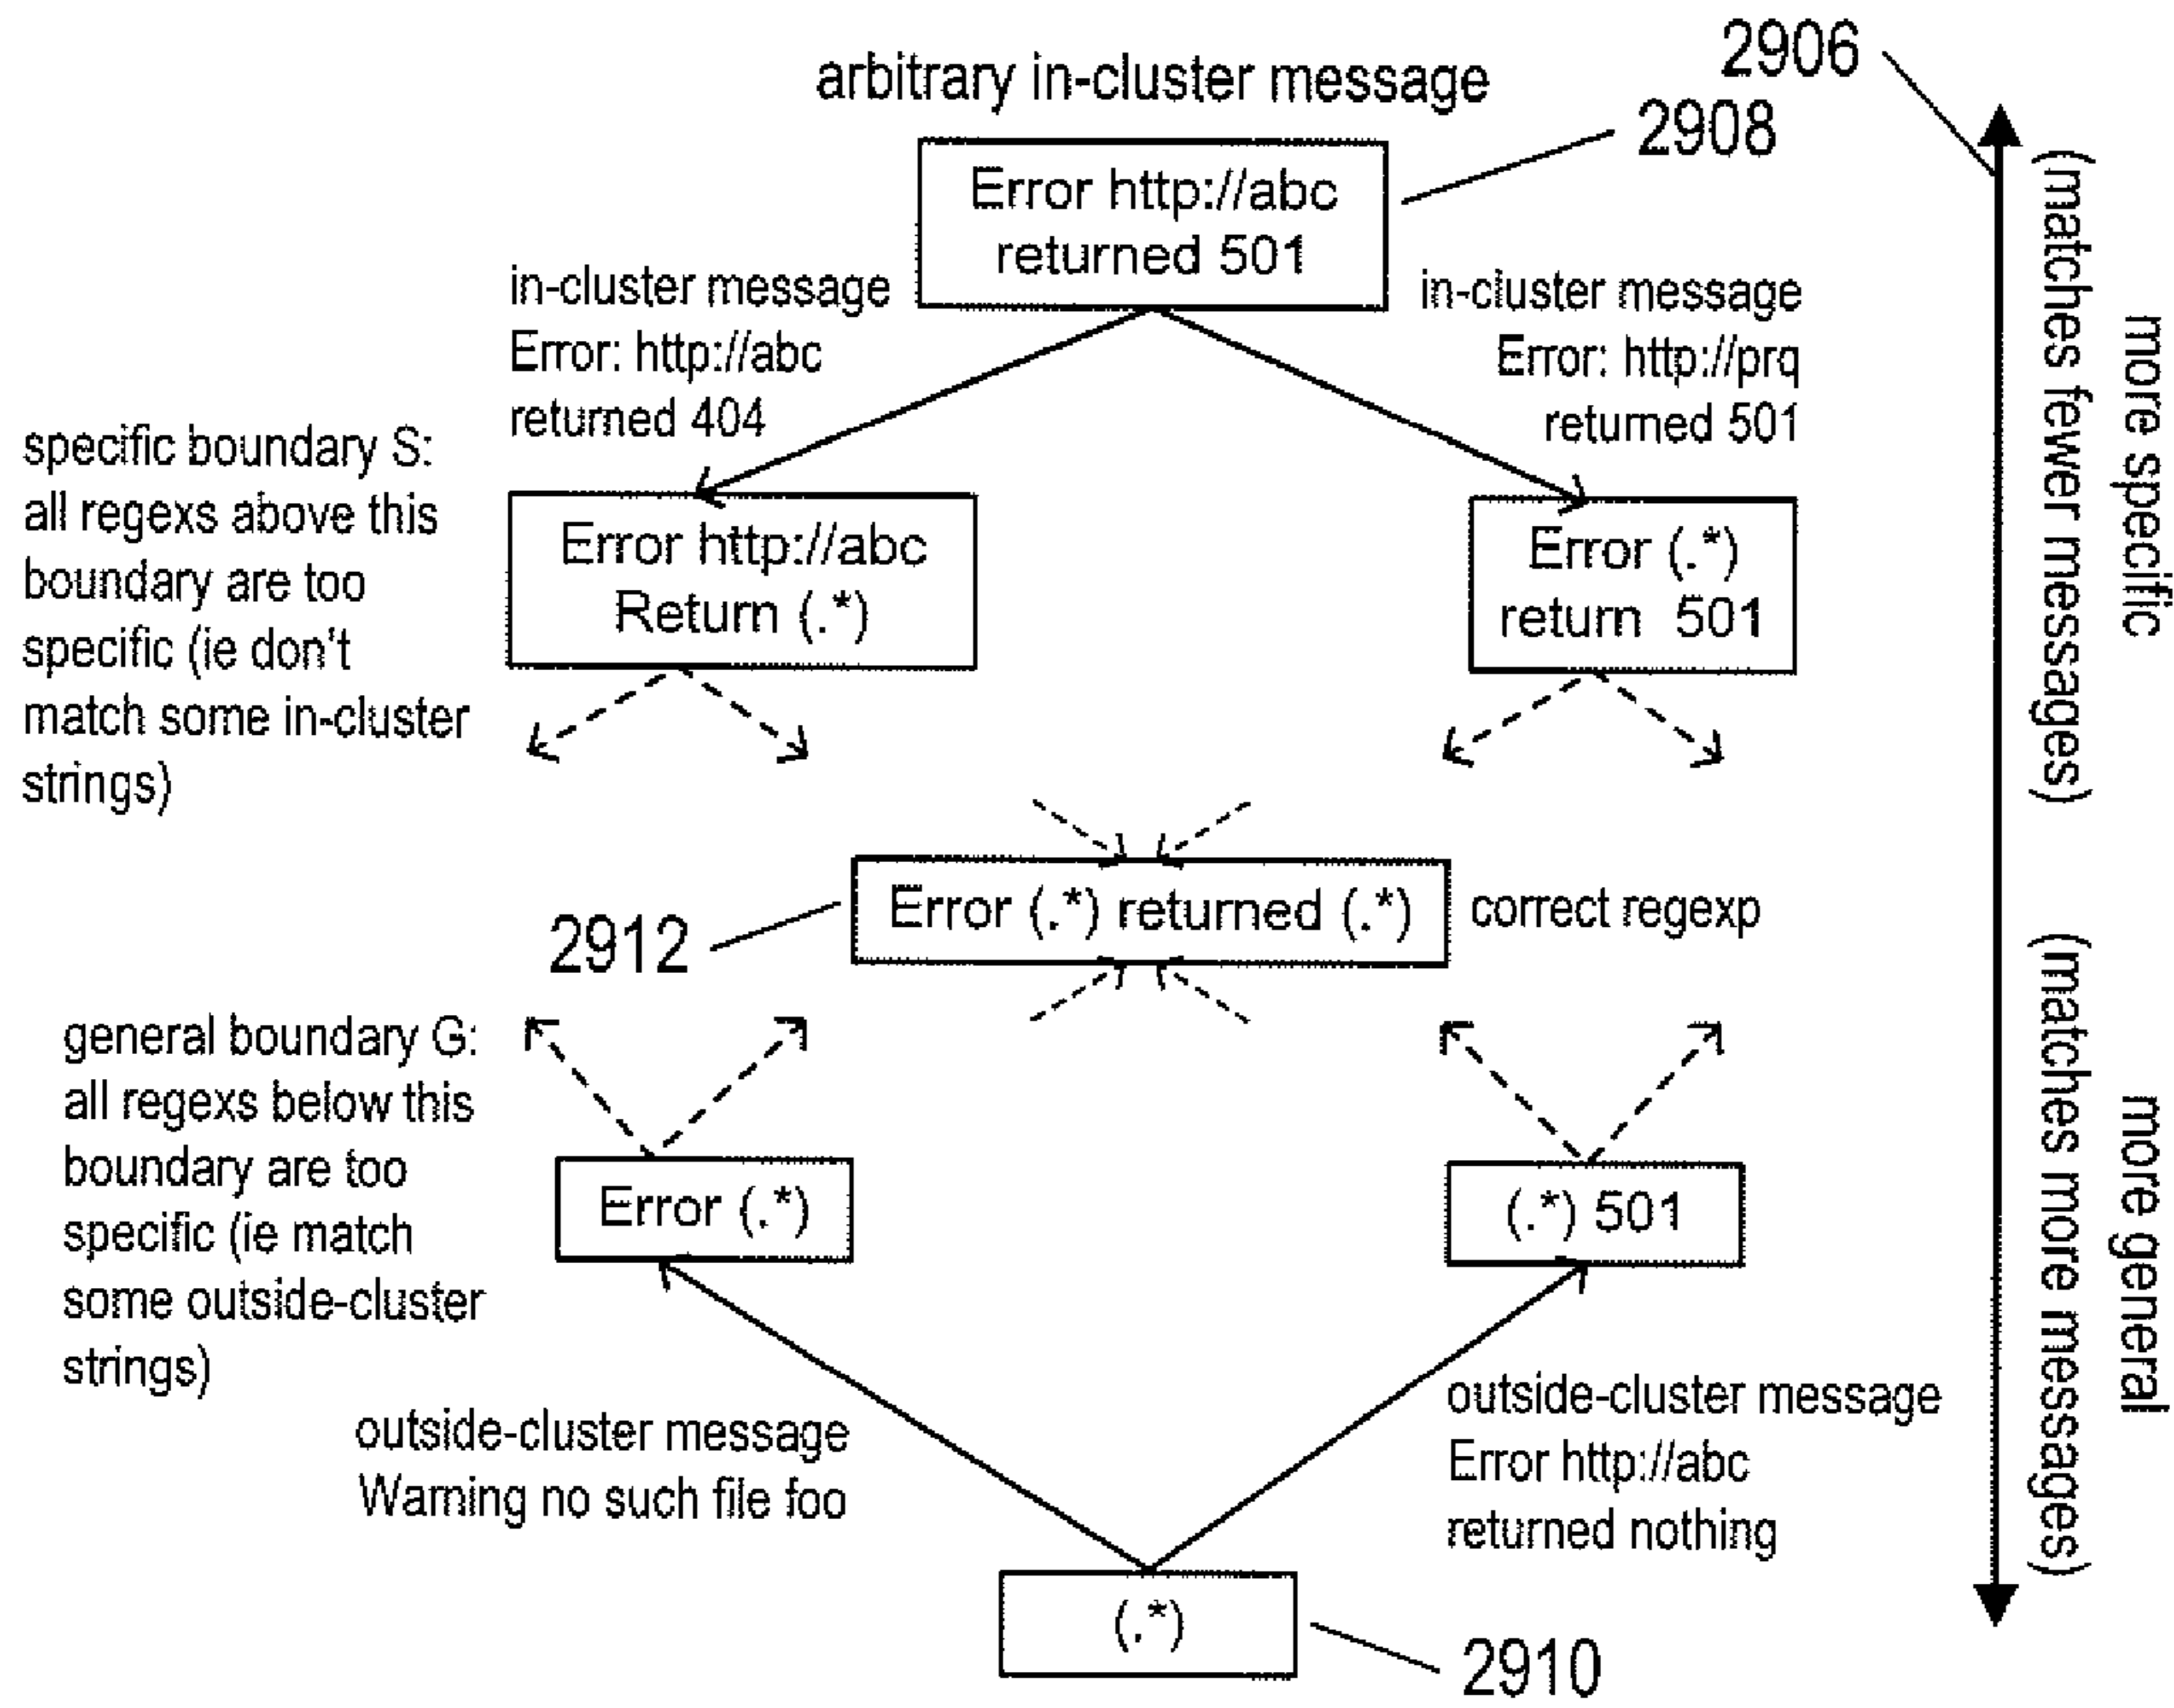 2906
arbitrary in-cluster message
2908
Error http://abc
returned 501
in-cluster message
Error: http://abc
returned 404
in-cluster message
Error: http://prq
returned 501
(matches fewer messages)
more specific
specific boundary S:
all regexs above this
boundary are too
specific (ie don't
match some in-cluster
strings)
Error http://abc
Return (.*)
Error (.*)
return 501
Error (.*) returned (.*)
correct regexp
2912
(matches more messages)
more general
general boundary G:
all regexs below this
boundary are too
specific (ie match
some outside-cluster
strings)
Error (.*)
(.*) 501
outside-cluster message
Warning no such file foo
outside-cluster message
Error http://abc
returned nothing
(.*)
2910